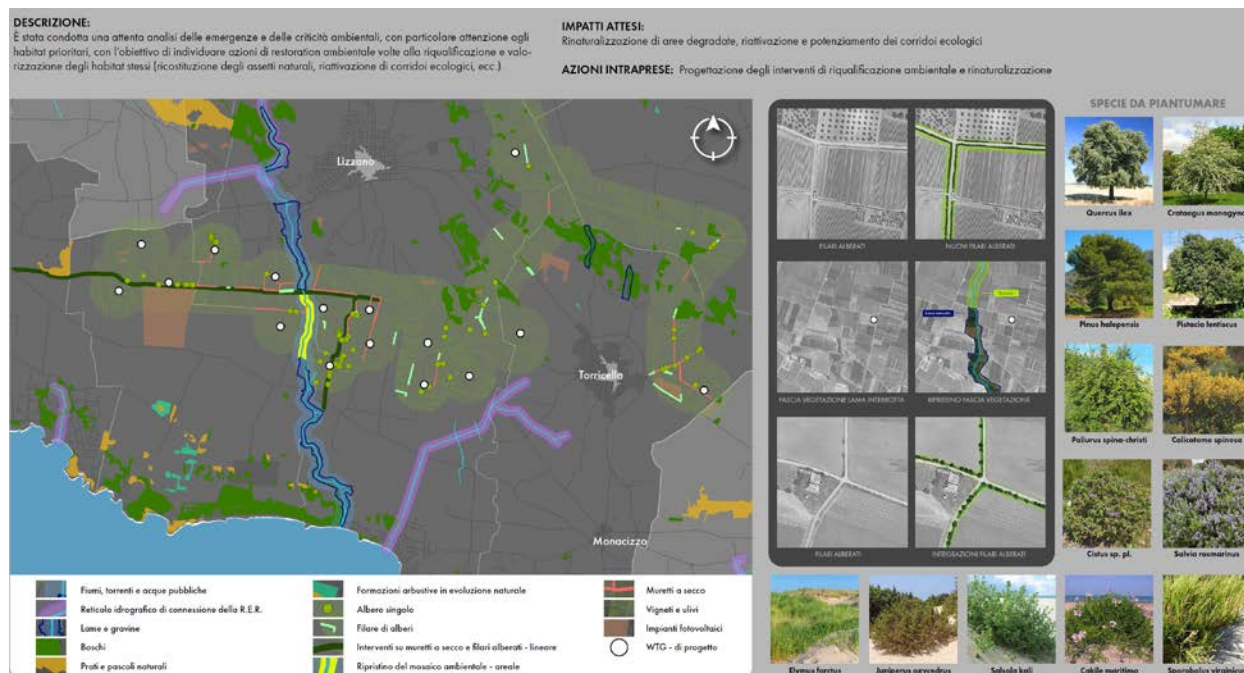 DESCRIZIONE:
È stata condotta una attenta analisi delle emergenze e delle criticità ambientali, con particolare attenzione agli
habitat prioritari, con l'obiettivo di individuare azioni di restoration ambientale volte alla riqualificazione e valo-
rizzazione degli habitat stessi (ricostituzione degli assetti naturali, riattivazione di corridoi ecologici, ecc.)
IMPATTI ATTESI:
Rinaturalizzazione di aree degradate, riattivazione e potenziamento dei corridoi ecologici
AZIONI INTRAPRESE: Progettazione degli interventi di riqualificazione ambientale e rinaturalizzazione
Lizzano
Torricella
Monacizzo
Fiumi, torrenti e acque pubbliche
Reticolo idrografico di connessione della R.E.R.
Lame e gravine
Boschi
Prati e pascoli naturali
Formazioni arbustive in evoluzione naturale
Albero singolo
Filare di alberi
Interventi su muretti a secco e filari alberati - lineare
Ripristino del mosaico ambientale - areale
Muretti a secco
Vigneti e ulivi
Impianti fotovoltaici
WTG - di progetto
FILARI ALBERATI
NUOVI FILARI ALBERATI
FASCIA VEGETAZIONE LAMA INTERROTTA
RIPRISTINO FASCIA VEGETAZIONE
FILARI ALBERATI
INTEGRAZIONI FILARI ALBERATI
SPECIE DA PIANTUMARE
Quercus ilex
Crataegus monogyna
Pinus halepensis
Pistacia lentiscus
Paliurus spina-christi
Calicotome spinosa
Cistus sp. pl.
Salvia rosmarinus
Elymus farctus
Juniperus oxycedrus
Salsola kali
Cakile maritima
Sporobolus virginicus